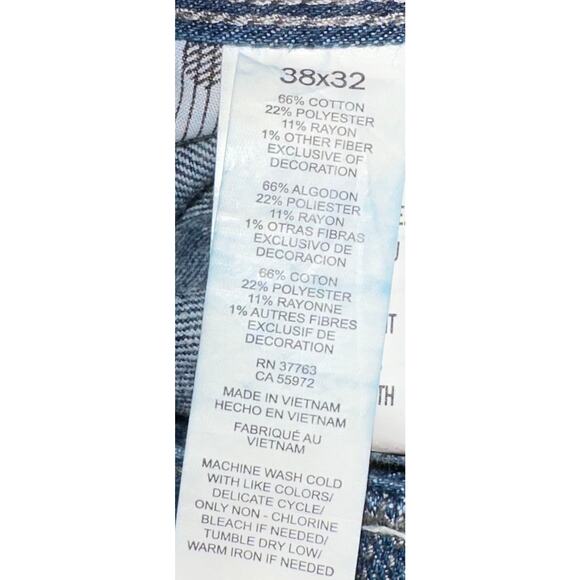 38x32
66% COTTON
22% POLYESTER
11% RAYON
1% OTHER FIBER
EXCLUSIVE OF
DECORATION
66% ALGODON
22% POLIESTER
11% RAYON
1% OTRAS FIBRAS
EXCLUSIVO DE
DECORACION
66% COTON
22% POLYESTER
11% RAYONNE
1% AUTRES FIBRES
EXCLUSIF DE
DECORATION
RN 37763
CA 55972
MADE IN VIETNAM
HECHO EN VIETNAM
FABRIQUÉ AU
VIETNAM
MACHINE WASH COLD
WITH LIKE COLORS/
DELICATE CYCLE/
ONLY NON - CHLORINE
BLEACH IF NEEDED/
TUMBLE DRY LOW/
WARM IRON IF NEEDED